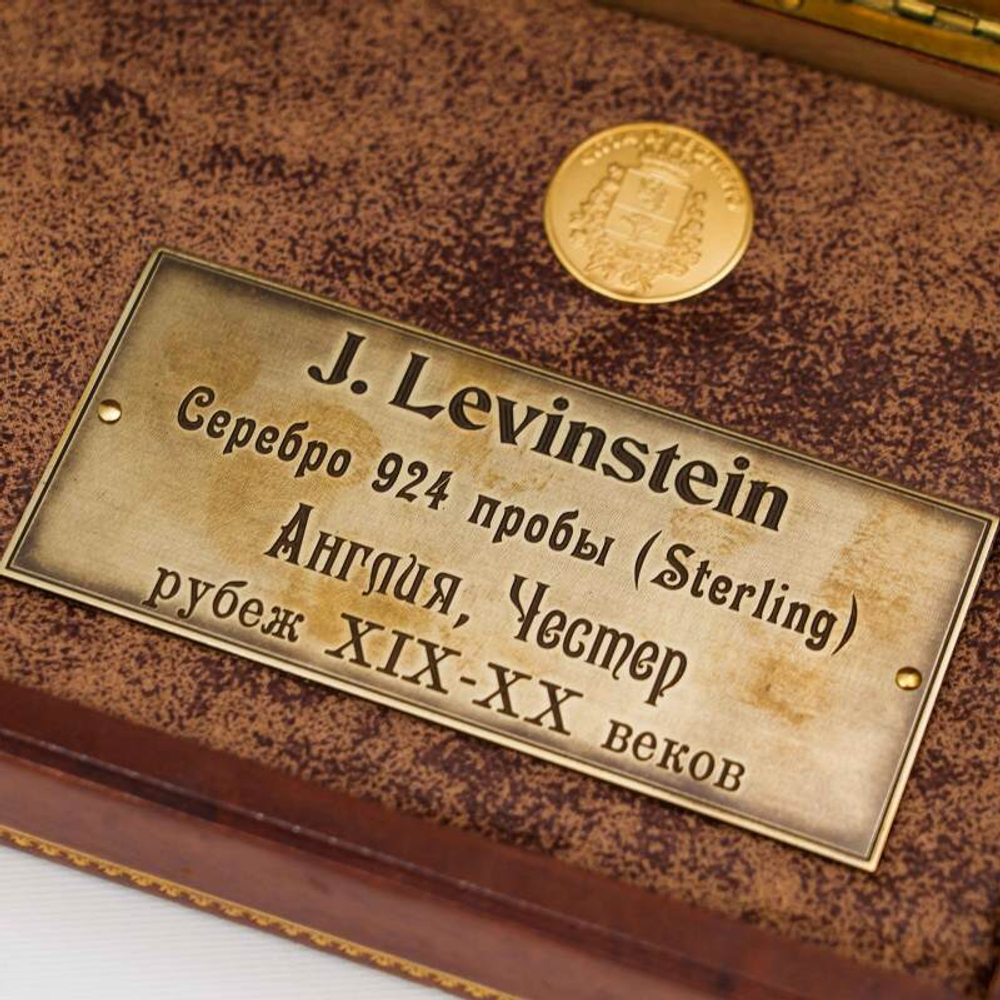 J. Levinstein
Серебро 924 пробы (Sterling)
Англия, Честер
рубеж XIX-XX веков